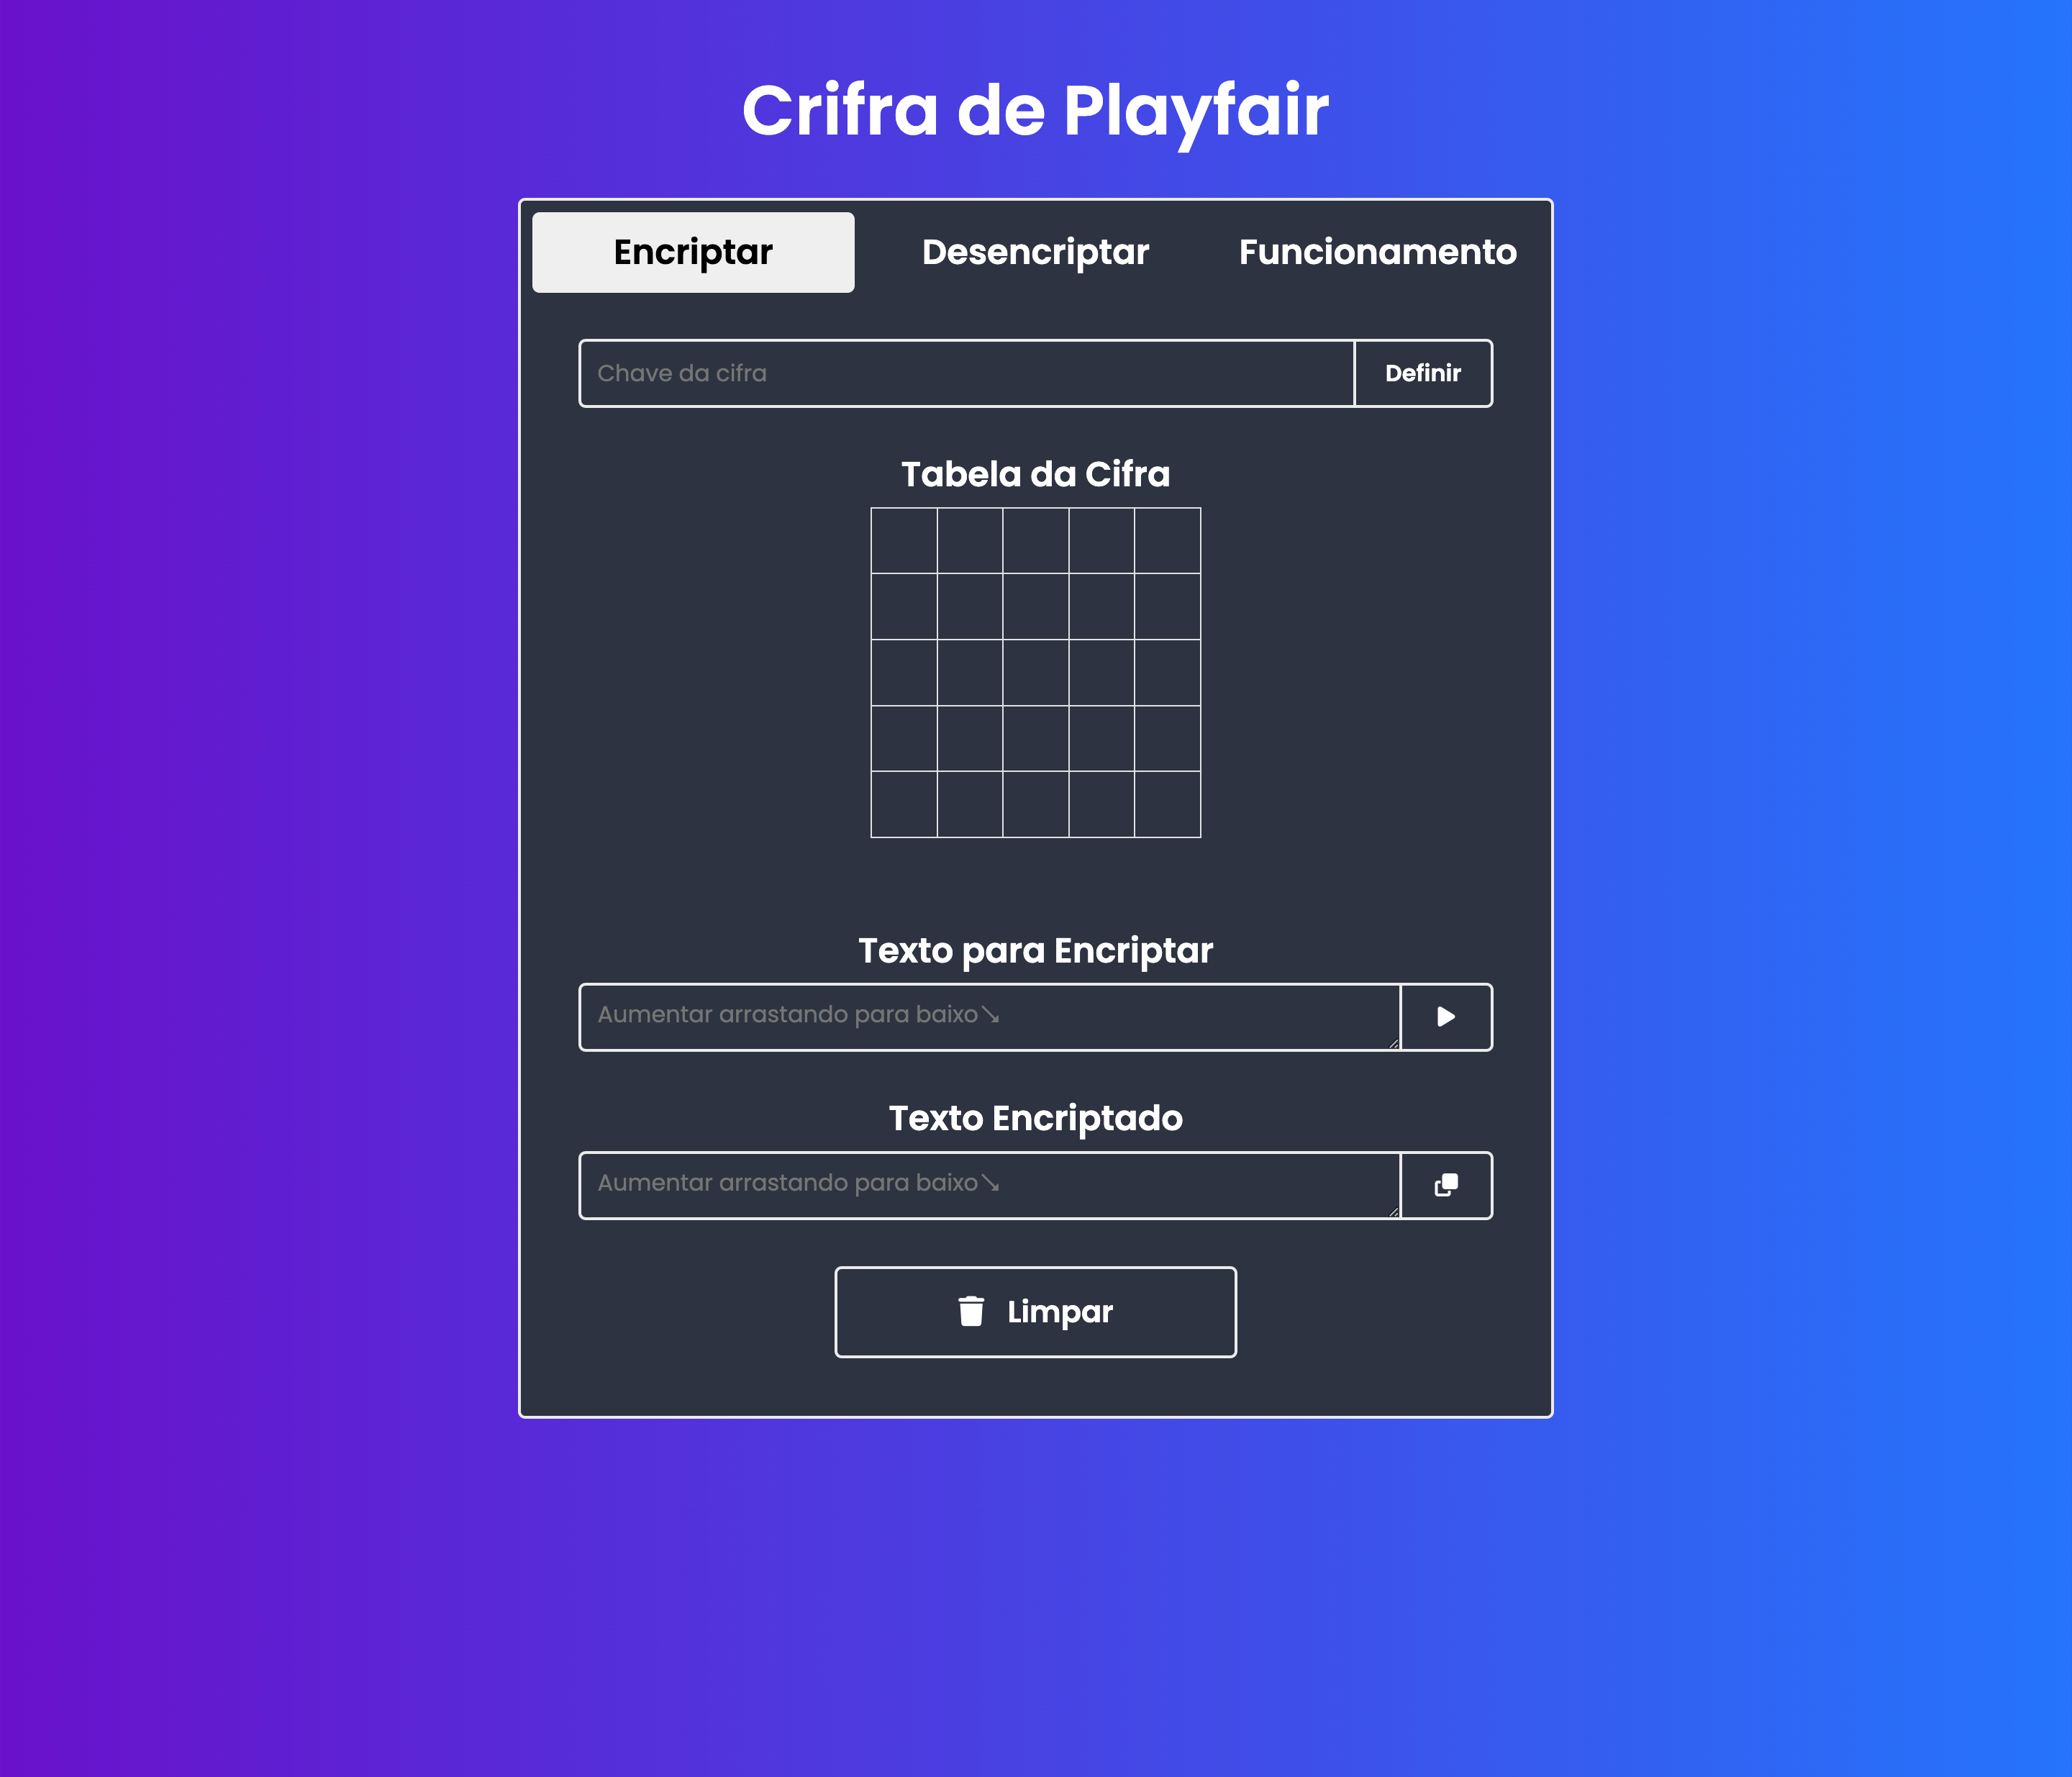 Crifra de Playfair
Encriptar Desencriptar Funcionamento
Chave da cifra Definir
Tabela da Cifra
Texto para Encriptar
Aumentar arrastando para baixo↘
Texto Encriptado
Aumentar arrastando para baixo↘
Limpar